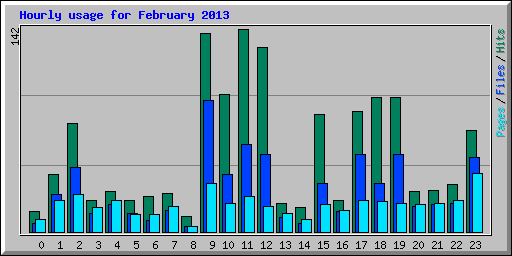 Hourly usage for February 2013
142
Pages/Files/Hits
0 1 2 3 4 5 6 7 8 9 10 11 12 13 14 15 16 17 18 19 20 21 22 23